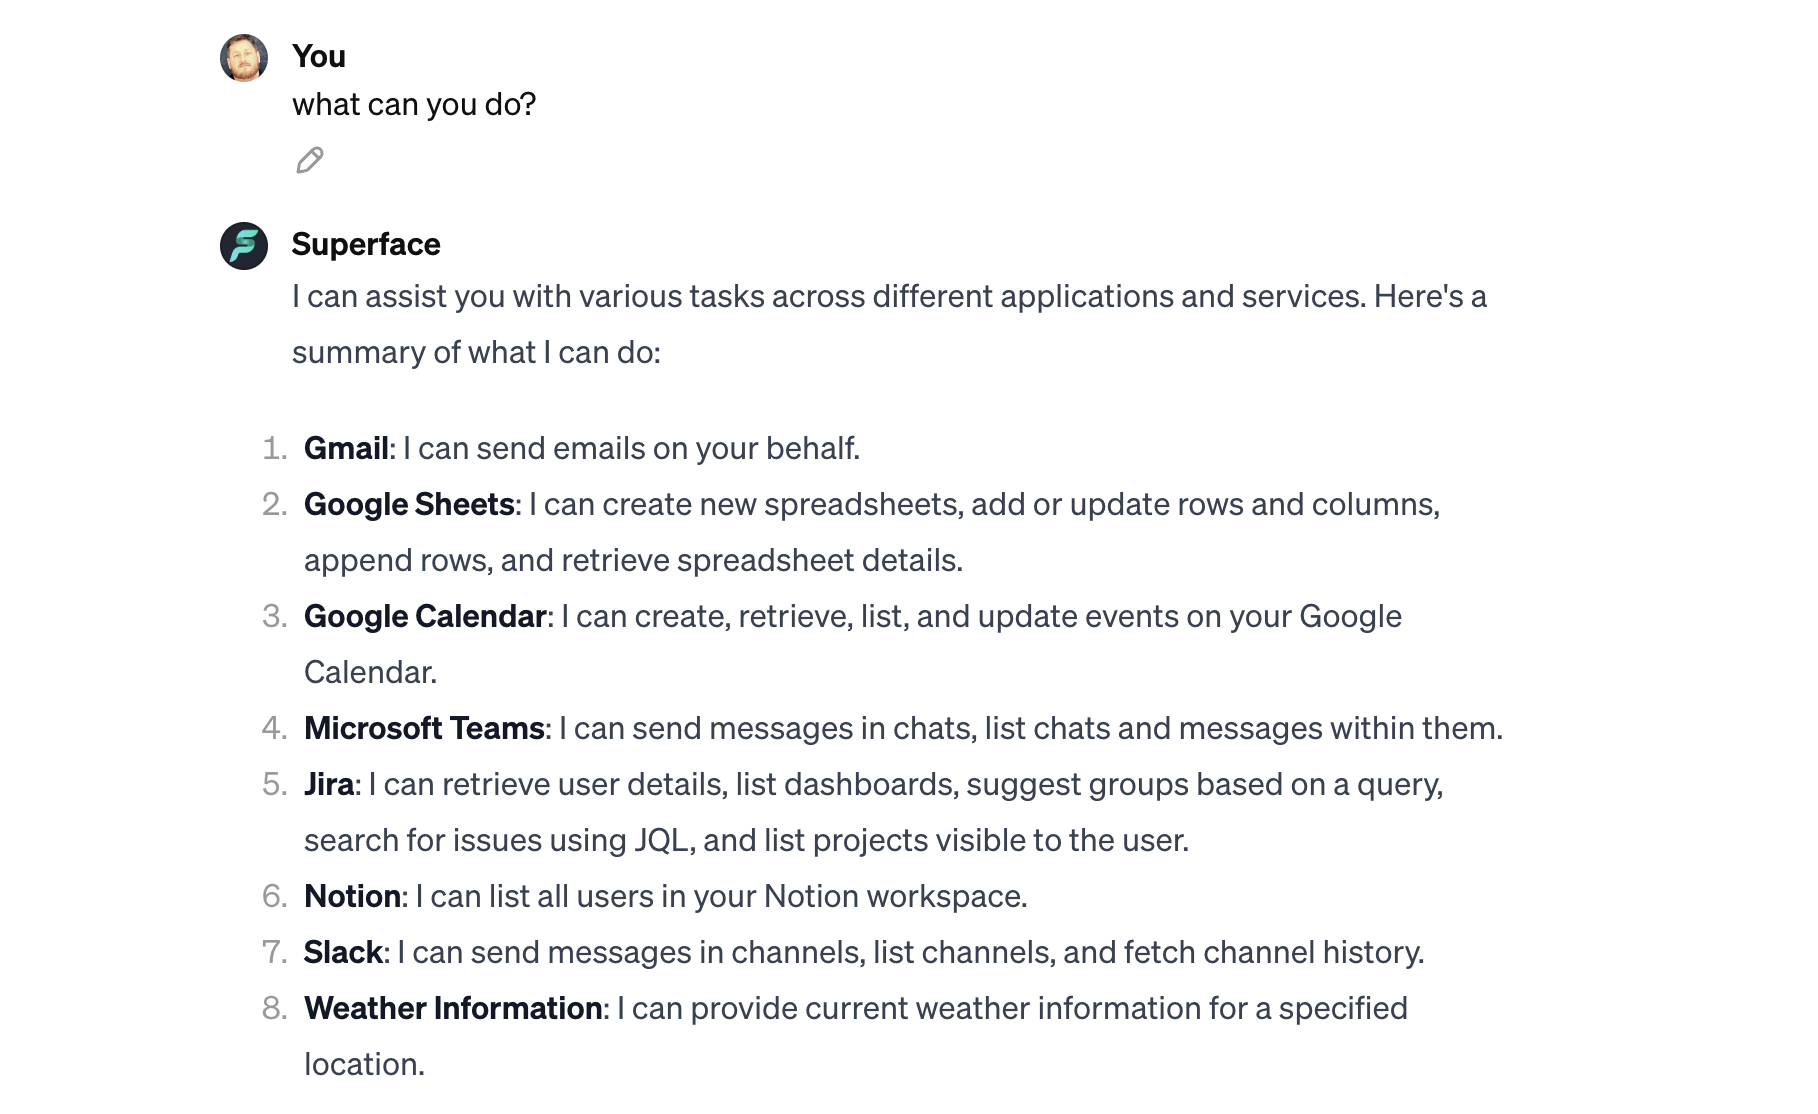 You
what can you do?
Superface
I can assist you with various tasks across different applications and services. Here's a
summary of what I can do:
1. Gmail: I can send emails on your behalf.
2. Google Sheets: I can create new spreadsheets, add or update rows and columns,
append rows, and retrieve spreadsheet details.
3. Google Calendar: I can create, retrieve, list, and update events on your Google
Calendar.
4. Microsoft Teams: I can send messages in chats, list chats and messages within them.
5. Jira: I can retrieve user details, list dashboards, suggest groups based on a query,
search for issues using JQL, and list projects visible to the user.
6. Notion: I can list all users in your Notion workspace.
7. Slack: I can send messages in channels, list channels, and fetch channel history.
8. Weather Information: I can provide current weather information for a specified
location.